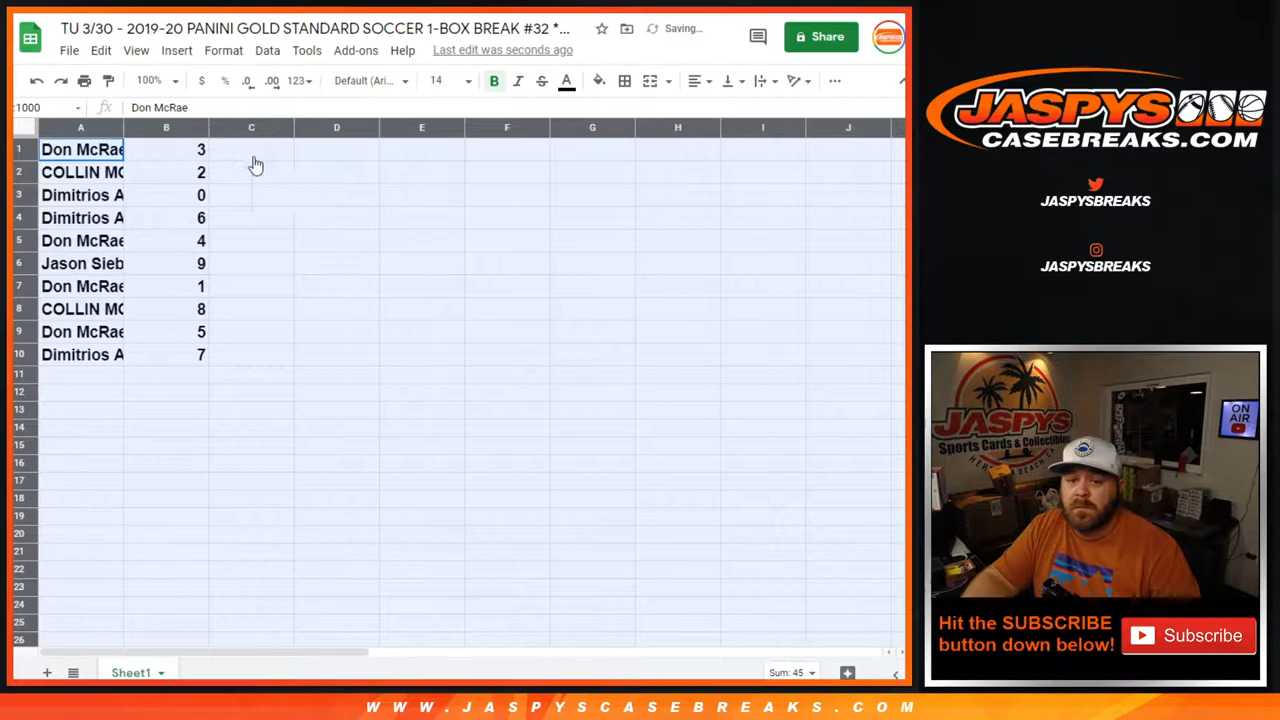 TU 3/30 - 2019-20 PANINI GOLD STANDARD SOCCER 1-BOX BREAK #32 *...
Saving...
Share
File Edit View Insert Format Data Tools Add-ons Help Last edit was seconds ago
100% $ % .0 .00 123 Default (Ari... 14 B I S A
:1000 fx Don McRae
A B C D E F G H I J
1 Don McRae 3
2 COLLIN MC 2
3 Dimitrios A 0
4 Dimitrios A 6
5 Don McRae 4
6 Jason Sieb 9
7 Don McRae 1
8 COLLIN MC 8
9 Don McRae 5
10 Dimitrios A 7
11
12
13
14
15
16
17
18
19
20
21
22
23
24
25
26
Sheet1
Sum: 45
JASPYS
CASEBREAKS.COM
JASPYSBREAKS
JASPYSBREAKS
JASPYS
Sports Cards & Collectibles
ON
AIR
Hit the SUBSCRIBE
button down below!
Subscribe
WWW.JASPYSCASEBREAKS.COM